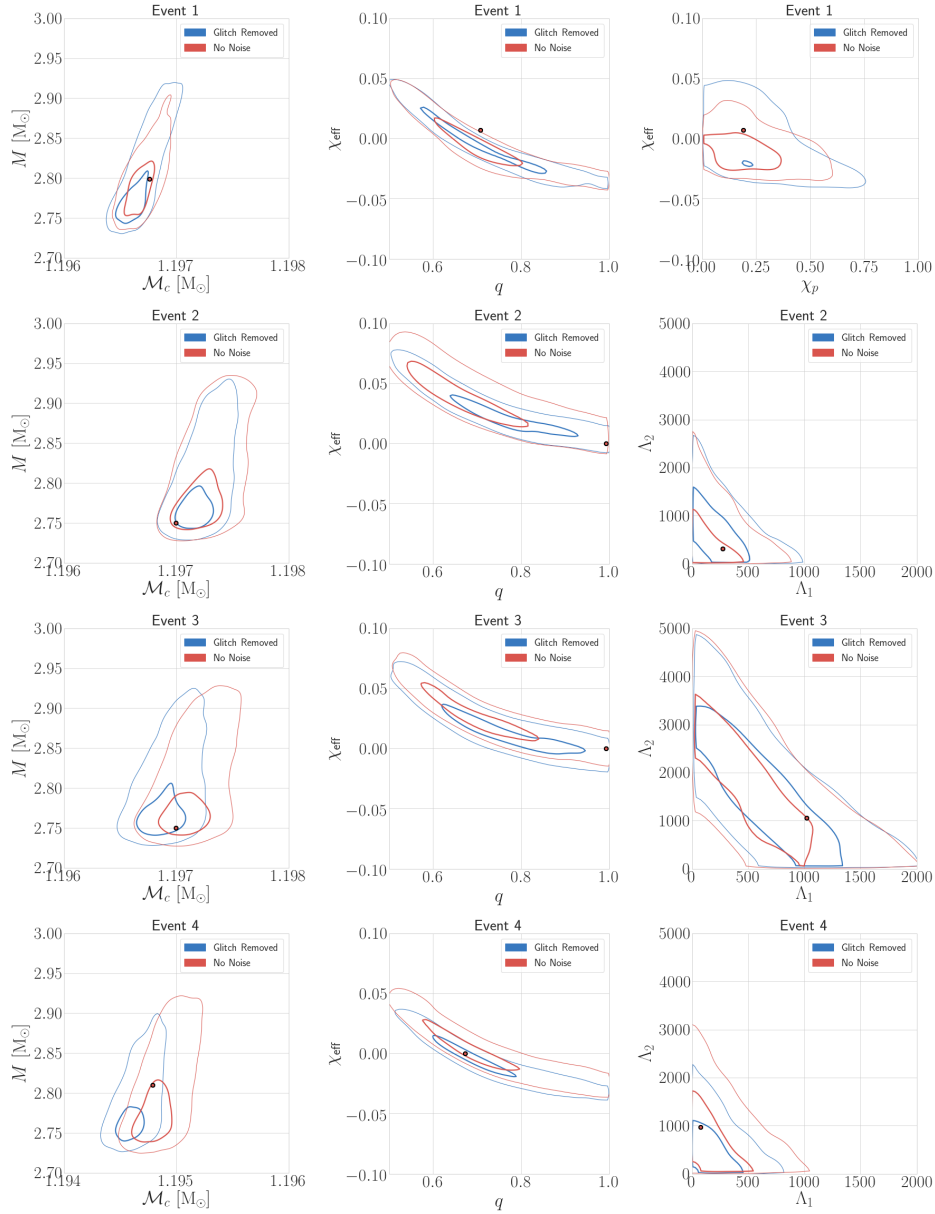 Event 1
3.00
2.95
2.90
2.85
2.80
2.75
2.70
M [M⊙]
1.196
1.197
1.198
ℳc [M⊙]
Glitch Removed
No Noise
Event 1
0.10
0.05
0.00
−0.05
−0.10
χeff
0.6
0.8
1.0
q
Glitch Removed
No Noise
Event 1
0.10
0.05
0.00
−0.05
−0.10
χeff
0.00
0.25
0.50
0.75
1.00
χp
Glitch Removed
No Noise
Event 2
3.00
2.95
2.90
2.85
2.80
2.75
2.70
M [M⊙]
1.196
1.197
1.198
ℳc [M⊙]
Glitch Removed
No Noise
Event 2
0.10
0.05
0.00
−0.05
−0.10
χeff
0.6
0.8
1.0
q
Glitch Removed
No Noise
Event 2
5000
4000
3000
2000
1000
0
Λ2
0
500
1000
1500
2000
Λ1
Glitch Removed
No Noise
Event 3
3.00
2.95
2.90
2.85
2.80
2.75
2.70
M [M⊙]
1.196
1.197
1.198
ℳc [M⊙]
Glitch Removed
No Noise
Event 3
0.10
0.05
0.00
−0.05
−0.10
χeff
0.6
0.8
1.0
q
Glitch Removed
No Noise
Event 3
5000
4000
3000
2000
1000
0
Λ2
0
500
1000
1500
2000
Λ1
Glitch Removed
No Noise
Event 4
3.00
2.95
2.90
2.85
2.80
2.75
2.70
M [M⊙]
1.194
1.195
1.196
ℳc [M⊙]
Glitch Removed
No Noise
Event 4
0.10
0.05
0.00
−0.05
−0.10
χeff
0.6
0.8
1.0
q
Glitch Removed
No Noise
Event 4
5000
4000
3000
2000
1000
0
Λ2
0
500
1000
1500
2000
Λ1
Glitch Removed
No Noise